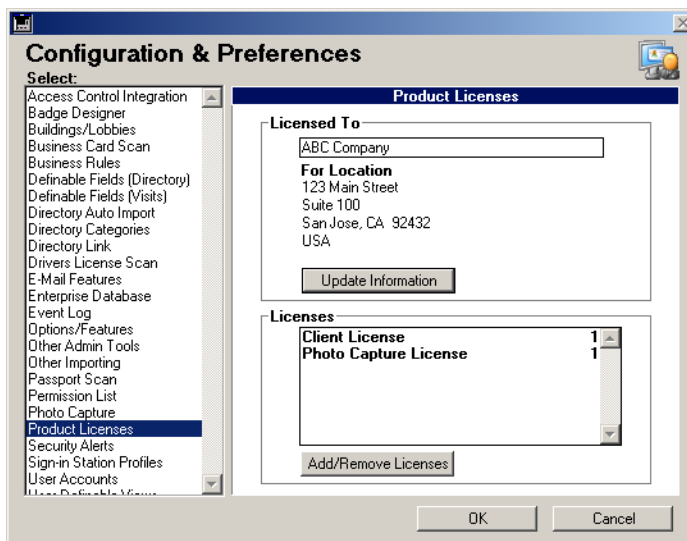 Configuration & Preferences
Select:
Access Control Integration
Badge Designer
Buildings/Lobbies
Business Card Scan
Business Rules
Definable Fields (Directory)
Definable Fields (Visits)
Directory Auto Import
Directory Categories
Directory Link
Drivers License Scan
E-Mail Features
Enterprise Database
Event Log
Options/Features
Other Admin Tools
Other Importing
Passport Scan
Permission List
Photo Capture
Product Licenses
Security Alerts
Sign-in Station Profiles
User Accounts
User Definable Views
Product Licenses
Licensed To
ABC Company
For Location
123 Main Street
Suite 100
San Jose, CA 92432
USA
Update Information
Licenses
Client License 1
Photo Capture License 1
Add/Remove Licenses
OK
Cancel